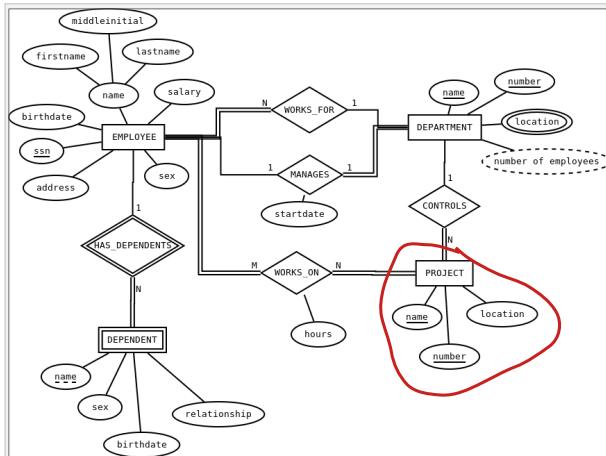 middleinitial
firstname
lastname
name
salary
birthdate
EMPLOYEE
ssn
address
sex
N
WORKS_FOR
1
1
MANAGES
1
startdate
name
number
DEPARTMENT
location
number of employees
1
CONTROLS
N
1
HAS_DEPENDENTS
N
M
WORKS_ON
N
hours
PROJECT
name
location
number
DEPENDENT
name
sex
relationship
birthdate